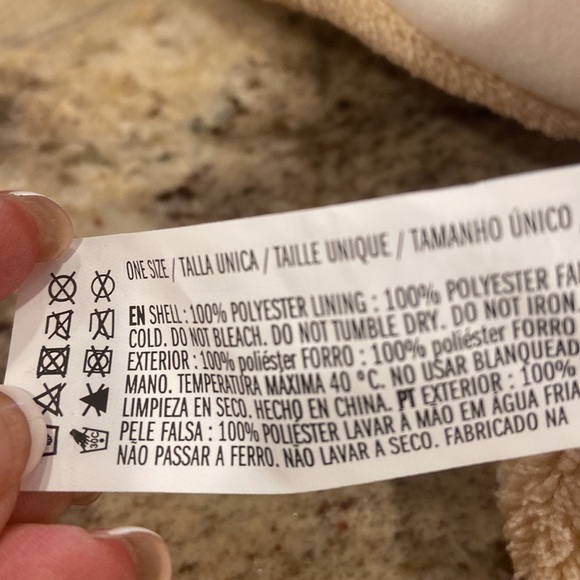 ONE SIZE / TALLA UNICA / TAILLE UNIQUE / TAMANHO ÚNICO /
EN SHELL : 100% POLYESTER LINING : 100% POLYESTER
COLD. DO NOT BLEACH. DO NOT TUMBLE DRY. DO NOT IRON.
EXTERIOR : 100% poliéster FORRO : 100% poliéster FORRO
MANO. TEMPERATURA MÁXIMA 40 °C. NO USAR BLANQUEAD
LIMPIEZA EN SECO. HECHO EN CHINA. PT EXTERIOR : 100%
PELE FALSA : 100% POLIÉSTER LAVAR À MÃO EM ÁGUA FRIA
NÃO PASSAR A FERRO. NÃO LAVAR A SECO. FABRICADO NA
30C